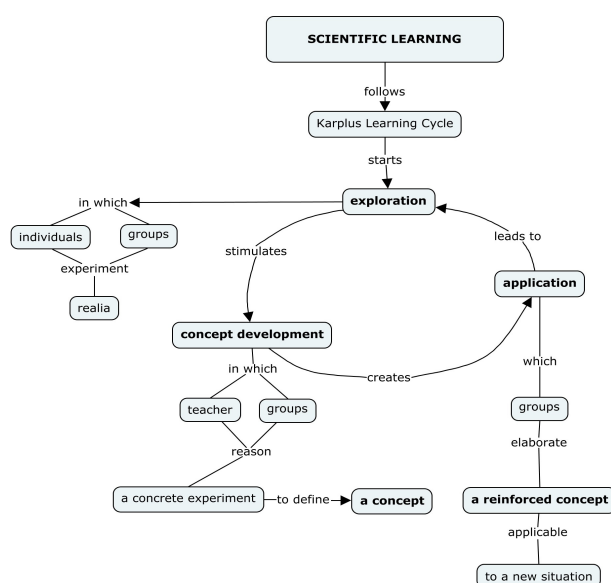 SCIENTIFIC LEARNING
follows
Karplus Learning Cycle
starts
exploration
in which
individuals
groups
experiment
realia
stimulates
leads to
application
concept development
in which
creates
which
teacher
groups
groups
reason
elaborate
a concrete experiment
to define
a concept
a reinforced concept
applicable
to a new situation